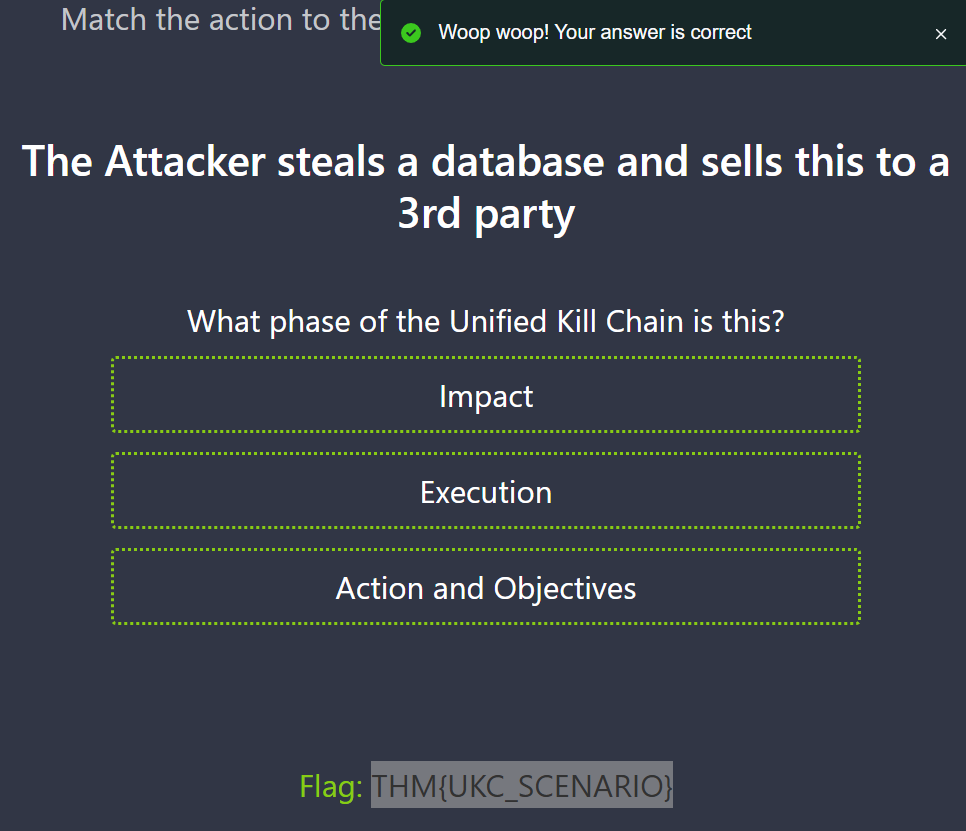 Match the action to the
Woop woop! Your answer is correct
The Attacker steals a database and sells this to a
3rd party
What phase of the Unified Kill Chain is this?
Impact
Execution
Action and Objectives
Flag: THM{UKC_SCENARIO}